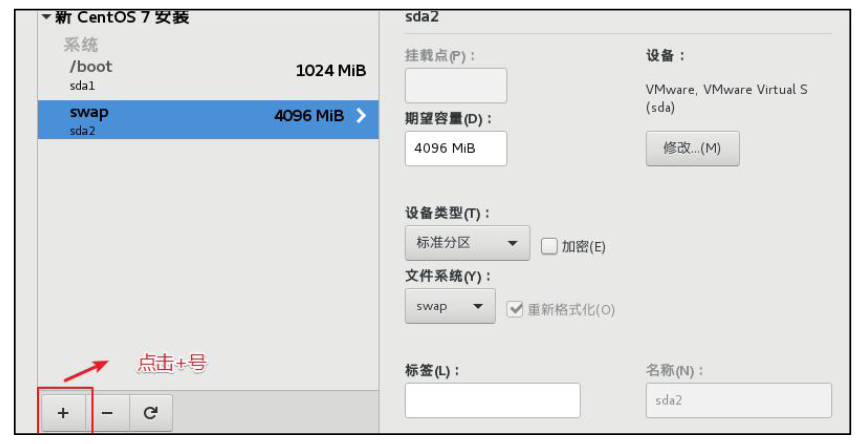 新 CentOS 7 安装
系统
/boot
1024 MiB
sda1
swap
4096 MiB
sda2
点击+号
sda2
挂载点(P)：
设备：
VMware, VMware Virtual S
(sda)
期望容量(D)：
4096 MiB
修改...(M)
设备类型(T)：
标准分区
加密(E)
文件系统(Y)：
swap
重新格式化(O)
标签(L)：
名称(N)：
sda2